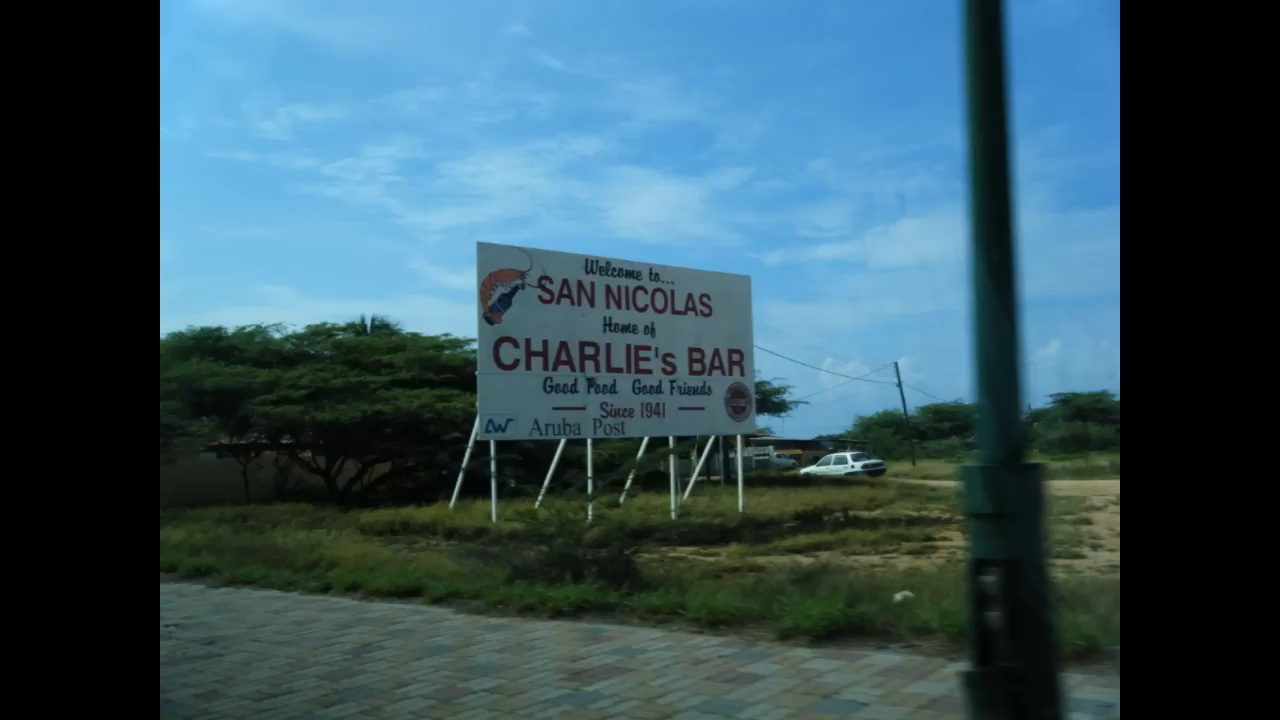 Welcome to...
SAN NICOLAS
Home of
CHARLIE's BAR
Good Food Good Friends
Since 1941
Aruba Post